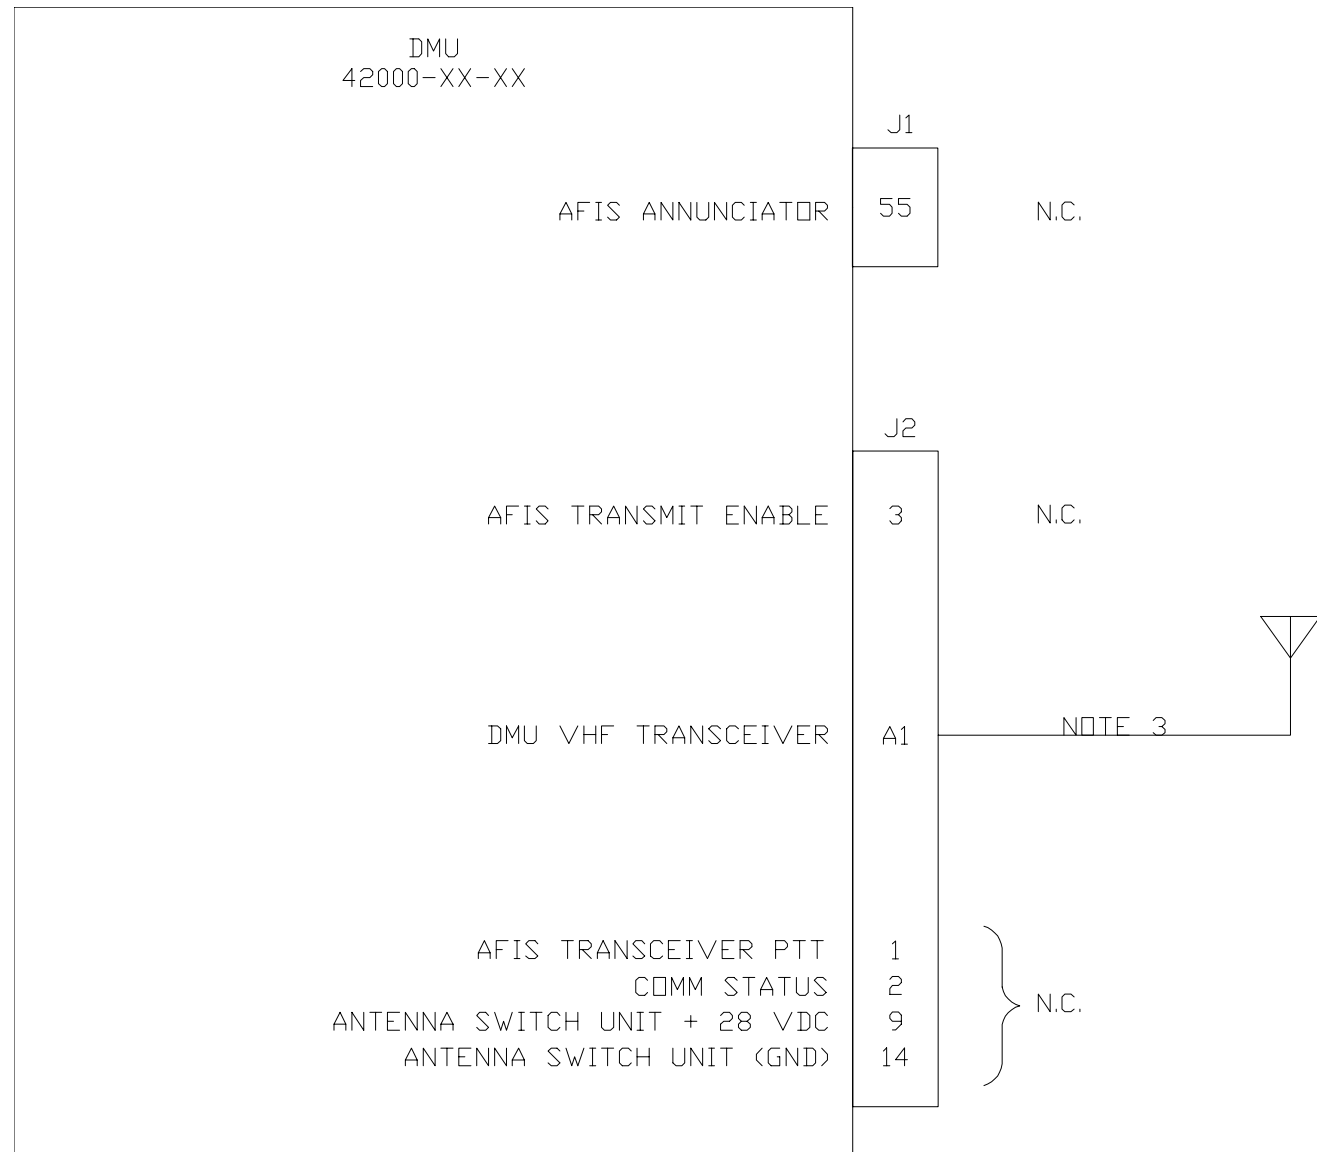 DMU
42000-XX-XX
J1
AFIS ANNUNCIATOR 55 N.C.
J2
AFIS TRANSMIT ENABLE 3 N.C.
DMU VHF TRANSCEIVER A1 NOTE 3
AFIS TRANSCEIVER PTT 1
COMM STATUS 2
N.C.
ANTENNA SWITCH UNIT + 28 VDC 9
ANTENNA SWITCH UNIT (GND) 14